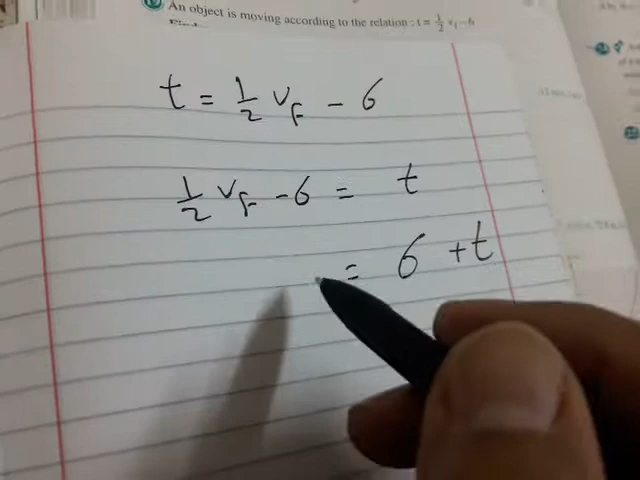 An object is moving according to the relation : t = 1/2 vf - 6
t = 1/2 vF - 6
1/2 vF - 6 = t
= 6 + t